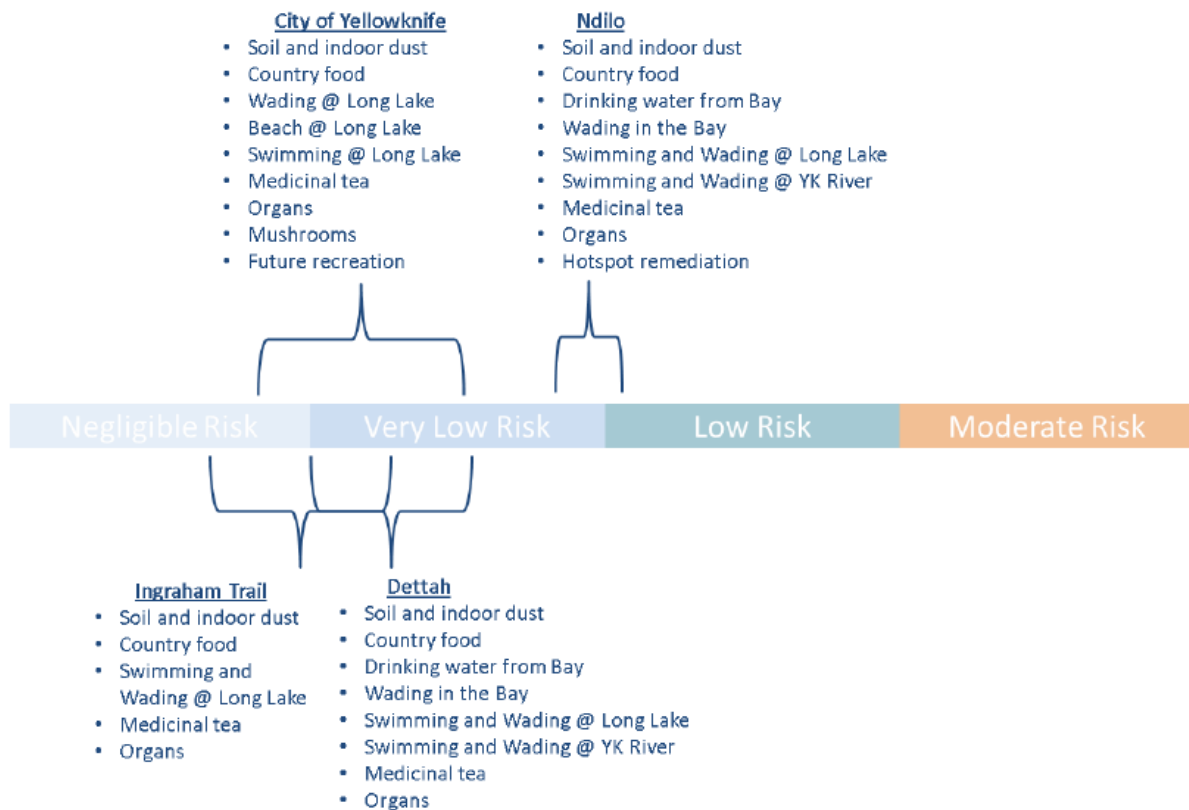 City of Yellowknife
• Soil and indoor dust
• Country food
• Wading @ Long Lake
• Beach @ Long Lake
• Swimming @ Long Lake
• Medicinal tea
• Organs
• Mushrooms
• Future recreation
Ndilo
• Soil and indoor dust
• Country food
• Drinking water from Bay
• Wading in the Bay
• Swimming and Wading @ Long Lake
• Swimming and Wading @ YK River
• Medicinal tea
• Organs
• Hotspot remediation
Negligible Risk
Very Low Risk
Low Risk
Moderate Risk
Ingraham Trail
• Soil and indoor dust
• Country food
• Swimming and
Wading @ Long Lake
• Medicinal tea
• Organs
Dettah
• Soil and indoor dust
• Country food
• Drinking water from Bay
• Wading in the Bay
• Swimming and Wading @ Long Lake
• Swimming and Wading @ YK River
• Medicinal tea
• Organs